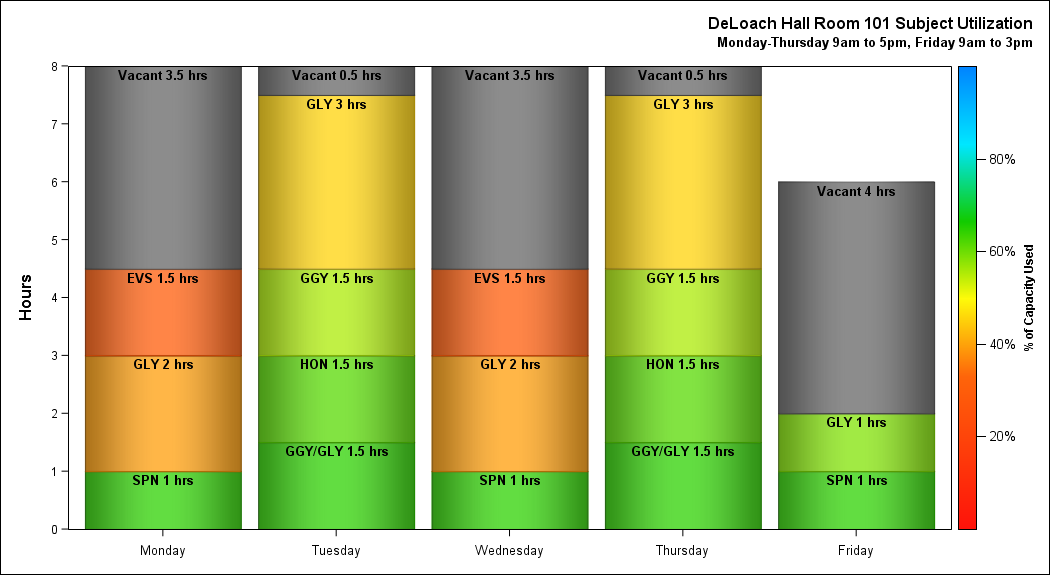 DeLoach Hall Room 101 Subject Utilization
Monday-Thursday 9am to 5pm, Friday 9am to 3pm
Hours
8
7
6
5
4
3
2
1
0
Vacant 3.5 hrs
EVS 1.5 hrs
GLY 2 hrs
SPN 1 hrs
Vacant 0.5 hrs
GLY 3 hrs
GGY 1.5 hrs
HON 1.5 hrs
GGY/GLY 1.5 hrs
Vacant 3.5 hrs
EVS 1.5 hrs
GLY 2 hrs
SPN 1 hrs
Vacant 0.5 hrs
GLY 3 hrs
GGY 1.5 hrs
HON 1.5 hrs
GGY/GLY 1.5 hrs
Vacant 4 hrs
GLY 1 hrs
SPN 1 hrs
Monday
Tuesday
Wednesday
Thursday
Friday
80%
60%
40%
20%
% of Capacity Used